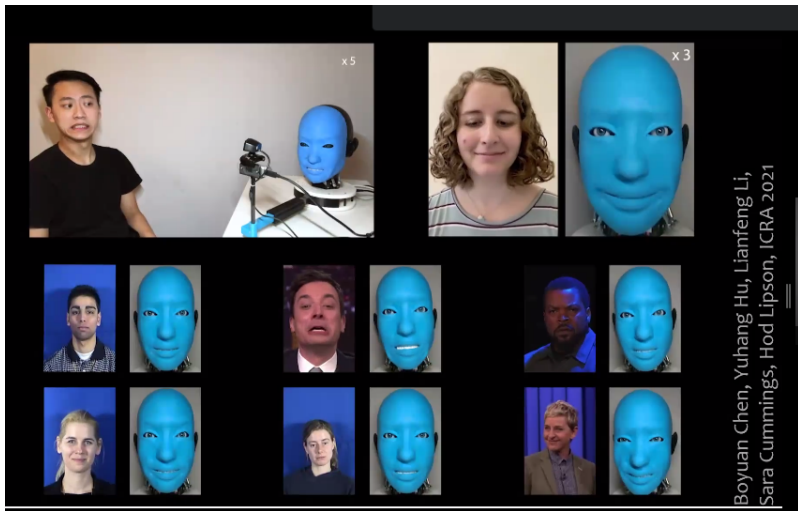 x 5
x 3
Boyuan Chen, Yuhang Hu, Lianfeng Li,
Sara Cummings, Hod Lipson, ICRA 2021